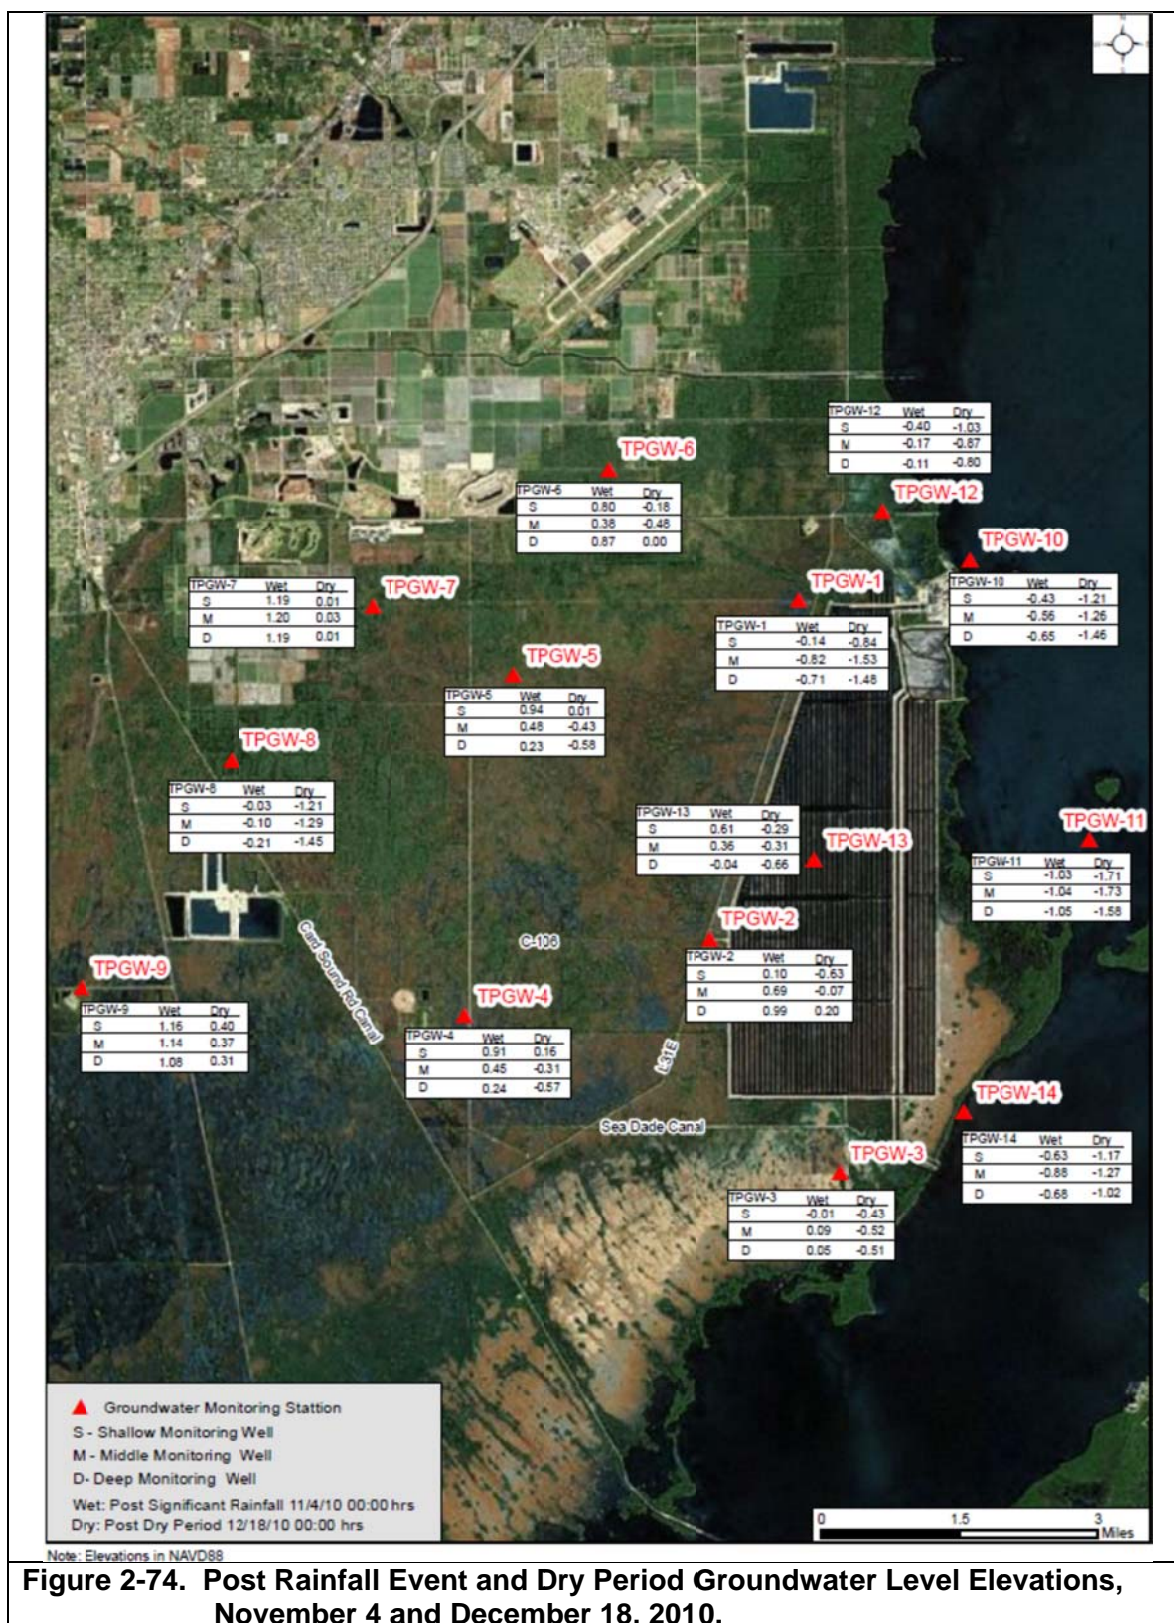 N
TPGW-12 Wet Dry
S -0.40 -1.03
M -0.17 -0.87
D -0.11 -0.80
TPGW-6
TPGW-6 Wet Dry
S 0.80 -0.18
M 0.38 -0.48
D 0.87 0.00
TPGW-12
TPGW-10
TPGW-10 Wet Dry
S -0.43 -1.21
M -0.56 -1.26
D -0.65 -1.46
TPGW-7 Wet Dry
S 1.19 0.01
M 1.20 0.03
D 1.19 0.01
TPGW-7
TPGW-1
TPGW-1 Wet Dry
S -0.14 -0.84
M -0.82 -1.53
D -0.71 -1.48
TPGW-5
TPGW-5 Wet Dry
S 0.94 0.01
M 0.48 -0.43
D 0.23 -0.58
TPGW-8
TPGW-8 Wet Dry
S -0.03 -1.21
M -0.10 -1.29
D -0.21 -1.45
TPGW-13 Wet Dry
S 0.61 -0.29
M 0.36 -0.31
D -0.04 -0.66
TPGW-13
TPGW-11
TPGW-11 Wet Dry
S -1.03 -1.71
M -1.04 -1.73
D -1.05 -1.58
TPGW-2
TPGW-2 Wet Dry
S 0.10 -0.63
M 0.69 -0.07
D 0.99 0.20
C-106
Card Sound Rd Canal
TPGW-9
TPGW-9 Wet Dry
S 1.16 0.40
M 1.14 0.37
D 1.08 0.31
TPGW-4
TPGW-4 Wet Dry
S 0.91 0.16
M 0.45 -0.31
D 0.24 -0.57
L31E
Sea Dade Canal
TPGW-14
TPGW-14 Wet Dry
S -0.63 -1.17
M -0.88 -1.27
D -0.68 -1.02
TPGW-3
TPGW-3 Wet Dry
S -0.01 -0.43
M 0.09 -0.52
D 0.05 -0.51
Groundwater Monitoring Stattion
S - Shallow Monitoring Well
M - Middle Monitoring Well
D- Deep Monitoring Well
Wet: Post Significant Rainfall 11/4/10 00:00 hrs
Dry: Post Dry Period 12/18/10 00:00 hrs
0 1.5 3
Miles
Note: Elevations in NAVD88
Figure 2-74. Post Rainfall Event and Dry Period Groundwater Level Elevations,
November 4 and December 18, 2010.